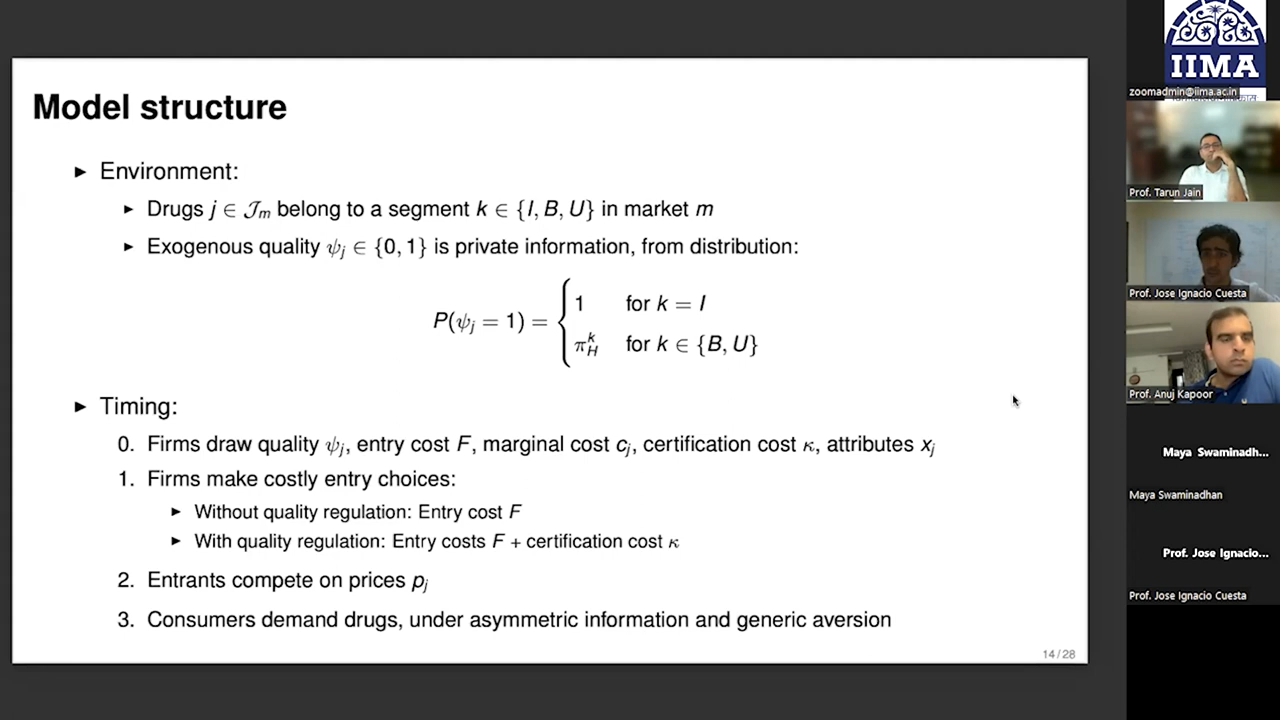 Model structure
► Environment:
► Drugs j ∈ 𝒥m belong to a segment k ∈ {I, B, U} in market m
► Exogenous quality ψj ∈ {0, 1} is private information, from distribution:
P(ψj = 1) = { 1 for k = I
πHk for k ∈ {B, U}
► Timing:
0. Firms draw quality ψj, entry cost F, marginal cost cj, certification cost κ, attributes xj
1. Firms make costly entry choices:
► Without quality regulation: Entry cost F
► With quality regulation: Entry costs F + certification cost κ
2. Entrants compete on prices pj
3. Consumers demand drugs, under asymmetric information and generic aversion
14 / 28
IIMA
zoomadmin@iima.ac.in
Prof. Tarun Jain
Prof. Jose Ignacio Cuesta
Prof. Anuj Kapoor
Maya Swaminadh...
Maya Swaminadhan
Prof. Jose Ignacio...
Prof. Jose Ignacio Cuesta